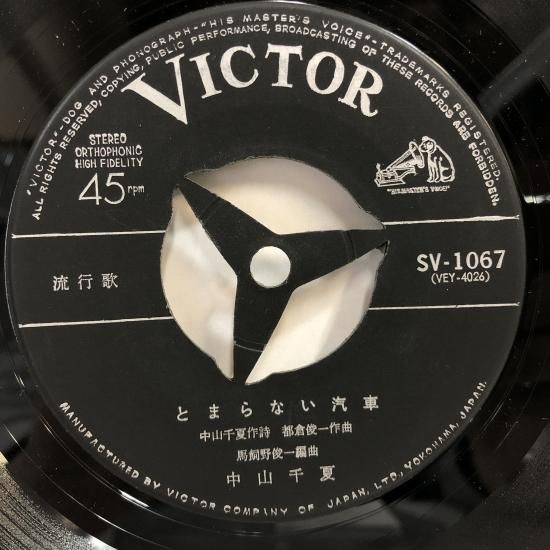 "VICTOR"-DOG AND PHONOGRAPH-"HIS MASTER'S VOICE"-TRADEMARKS REGISTERED.
ALL RIGHTS RESERVED, COPYING, PUBLIC PERFORMANCE, BROADCASTING OF THESE RECORDS ARE FORBIDDEN.
VICTOR
STEREO
ORTHOPHONIC
HIGH FIDELITY
45 rpm
"HIS MASTER'S VOICE"
流行歌
SV-1067
(VEY-4026)
とまらない汽車
中山千夏作詩 都倉俊一作曲
馬飼野俊一編曲
中山千夏
MANUFACTURED BY VICTOR COMPANY OF JAPAN, LTD., YOKOHAMA, JAPAN.